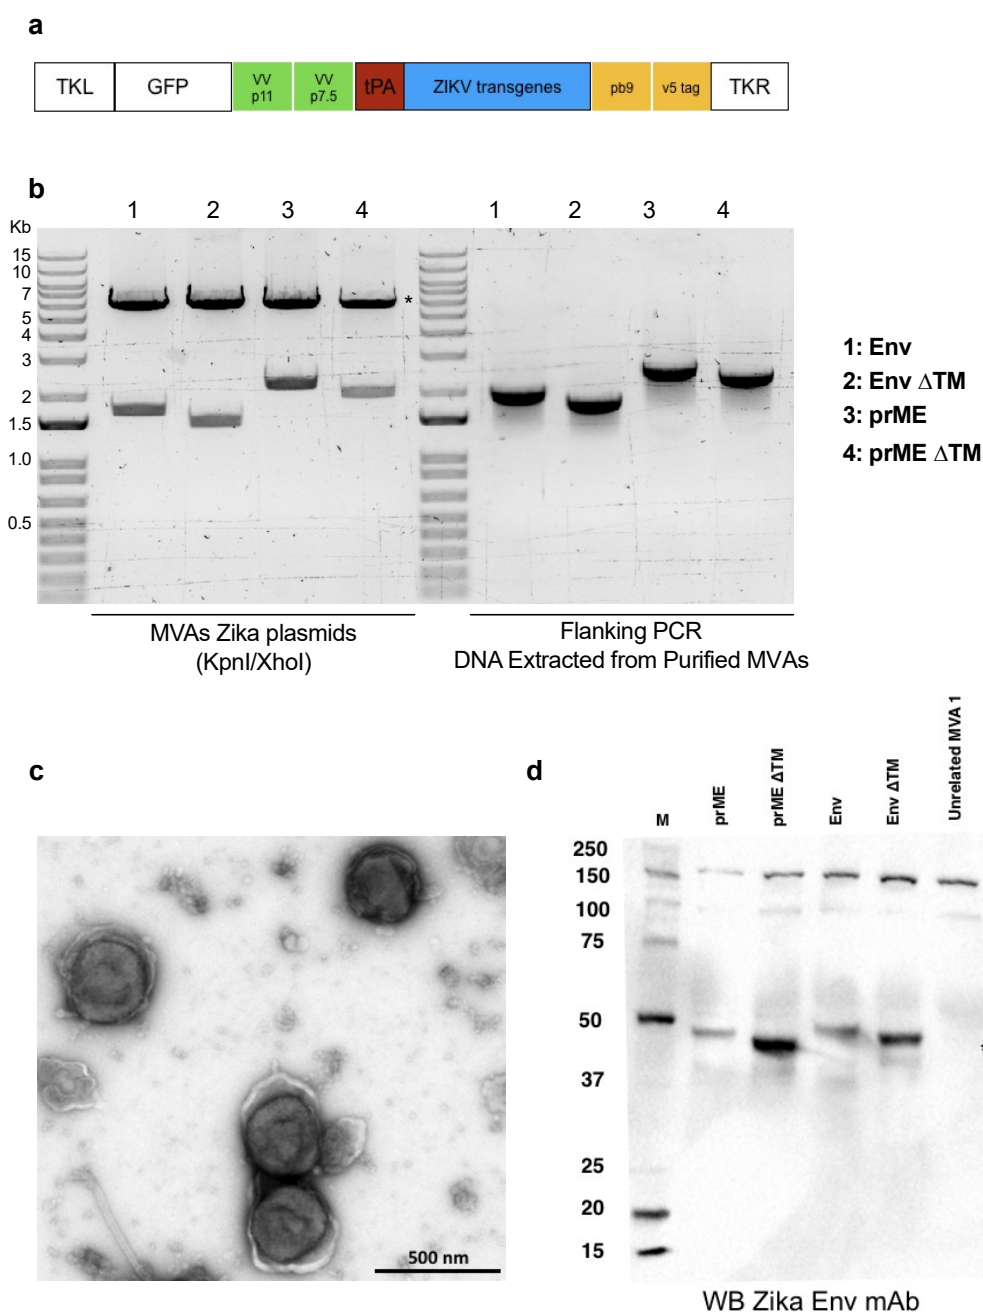 a
TKL GFP VV p11 VV p7.5 tPA ZIKV transgenes pb9 v5 tag TKR
b
1 2 3 4 1 2 3 4
Kb
15
10
7
5
4
3
2
1.5
1.0
0.5
*
1: Env
2: Env ΔTM
3: prME
4: prME ΔTM
MVAs Zika plasmids
(KpnI/XhoI)
Flanking PCR
DNA Extracted from Purified MVAs
c
500 nm
d
M prME prME ΔTM Env Env ΔTM Unrelated MVA 1
250
150
100
75
50
37
25
20
15
*
WB Zika Env mAb